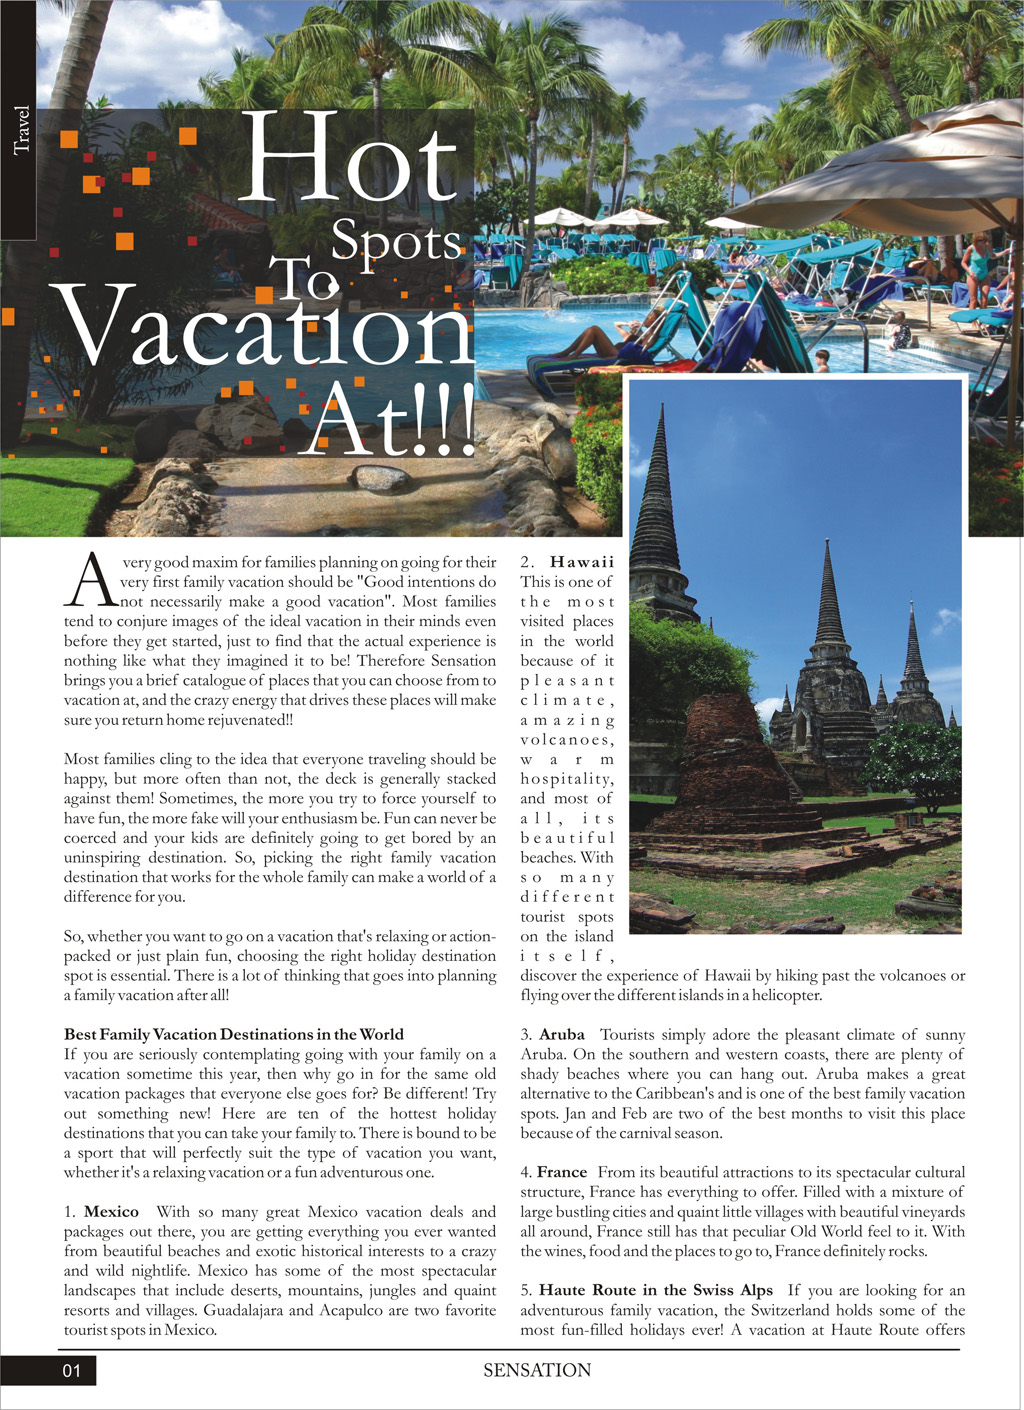 Travel
Hot
Spots
To
Vacation
At!!!
A very good maxim for families planning on going for their
very first family vacation should be "Good intentions do
not necessarily make a good vacation". Most families
tend to conjure images of the ideal vacation in their minds even
before they get started, just to find that the actual experience is
nothing like what they imagined it to be! Therefore Sensation
brings you a brief catalogue of places that you can choose from to
vacation at, and the crazy energy that drives these places will make
sure you return home rejuvenated!!
Most families cling to the idea that everyone traveling should be
happy, but more often than not, the deck is generally stacked
against them! Sometimes, the more you try to force yourself to
have fun, the more fake will your enthusiasm be. Fun can never be
coerced and your kids are definitely going to get bored by an
uninspiring destination. So, picking the right family vacation
destination that works for the whole family can make a world of a
difference for you.
So, whether you want to go on a vacation that's relaxing or action-
packed or just plain fun, choosing the right holiday destination
spot is essential. There is a lot of thinking that goes into planning
a family vacation after all!
Best Family Vacation Destinations in the World
If you are seriously contemplating going with your family on a
vacation sometime this year, then why go in for the same old
vacation packages that everyone else goes for? Be different! Try
out something new! Here are ten of the hottest holiday
destinations that you can take your family to. There is bound to be
a sport that will perfectly suit the type of vacation you want,
whether it's a relaxing vacation or a fun adventurous one.
1. Mexico With so many great Mexico vacation deals and
packages out there, you are getting everything you ever wanted
from beautiful beaches and exotic historical interests to a crazy
and wild nightlife. Mexico has some of the most spectacular
landscapes that include deserts, mountains, jungles and quaint
resorts and villages. Guadalajara and Acapulco are two favorite
tourist spots in Mexico.
2. Hawaii
This is one of
the most
visited places
in the world
because of it
pleasant
climate,
amazing
volcanoes,
warm
hospitality,
and most of
all, its
beautiful
beaches. With
so many
different
tourist spots
on the island
itself,
discover the experience of Hawaii by hiking past the volcanoes or
flying over the different islands in a helicopter.
3. Aruba Tourists simply adore the pleasant climate of sunny
Aruba. On the southern and western coasts, there are plenty of
shady beaches where you can hang out. Aruba makes a great
alternative to the Caribbean's and is one of the best family vacation
spots. Jan and Feb are two of the best months to visit this place
because of the carnival season.
4. France From its beautiful attractions to its spectacular cultural
structure, France has everything to offer. Filled with a mixture of
large bustling cities and quaint little villages with beautiful vineyards
all around, France still has that peculiar Old World feel to it. With
the wines, food and the places to go to, France definitely rocks.
5. Haute Route in the Swiss Alps If you are looking for an
adventurous family vacation, the Switzerland holds some of the
most fun-filled holidays ever! A vacation at Haute Route offers
01
SENSATION